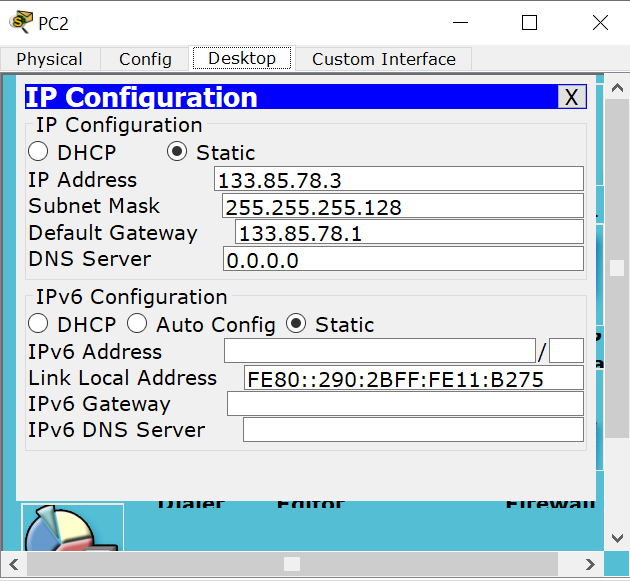 PC2
Physical Config Desktop Custom Interface
IP Configuration X
IP Configuration
DHCP Static
IP Address 133.85.78.3
Subnet Mask 255.255.255.128
Default Gateway 133.85.78.1
DNS Server 0.0.0.0
IPv6 Configuration
DHCP Auto Config Static
IPv6 Address /
Link Local Address FE80::290:2BFF:FE11:B275
IPv6 Gateway
IPv6 DNS Server
Dialer Editor Firewall